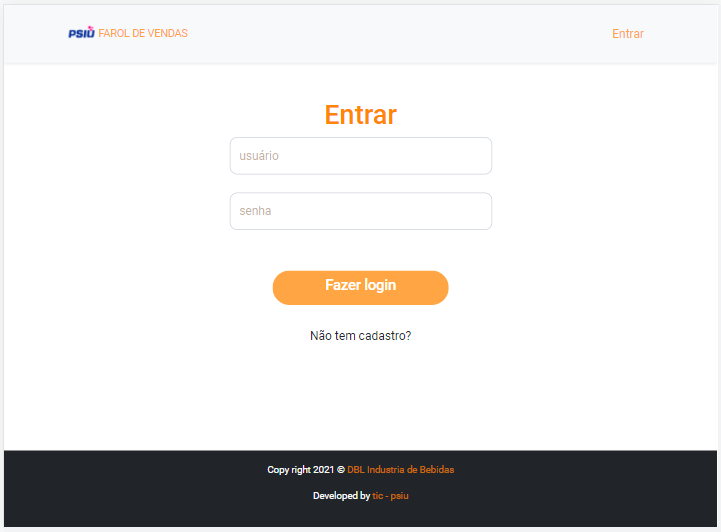 PSIÚ FAROL DE VENDAS
Entrar
Entrar
usuário
senha
Fazer login
Não tem cadastro?
Copy right 2021 © DBL Industria de Bebidas
Developed by tic - psiu